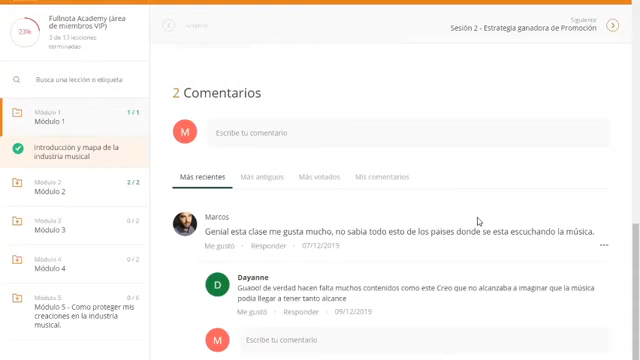 Fullnota Academy (área
de miembros VIP)
23%
3 de 13 lecciones
terminadas
Anterior
Siguiente
Sesión 2 - Estrategia ganadora de Promoción
Busca una lección o etiqueta
Módulo 1
1 / 1
Módulo 1
Introducción y mapa de la
industria musical
Módulo 2
2 / 2
Módulo 2
Módulo 3
0 / 2
Módulo 3
Módulo 4
0 / 2
Módulo 4
Módulo 5
0 / 6
Módulo 5 - Como proteger mis
creaciones en la industria
musical.
2 Comentarios
M
Escribe tu comentario
Más recientes
Más antiguos
Más votados
Mis comentarios
Marcos
Genial esta clase me gusta mucho, no sabia todo esto de los paises donde se esta escuchando la música.
Me gustó · Responder · 07/12/2019
D
Dayanne
Guaoo! de verdad hacen falta muchos contenidos como este Creo que no alcanzaba a imaginar que la música
podía llegar a tener tanto alcance
Me gustó · Responder · 09/12/2019
M
Escribe tu comentario